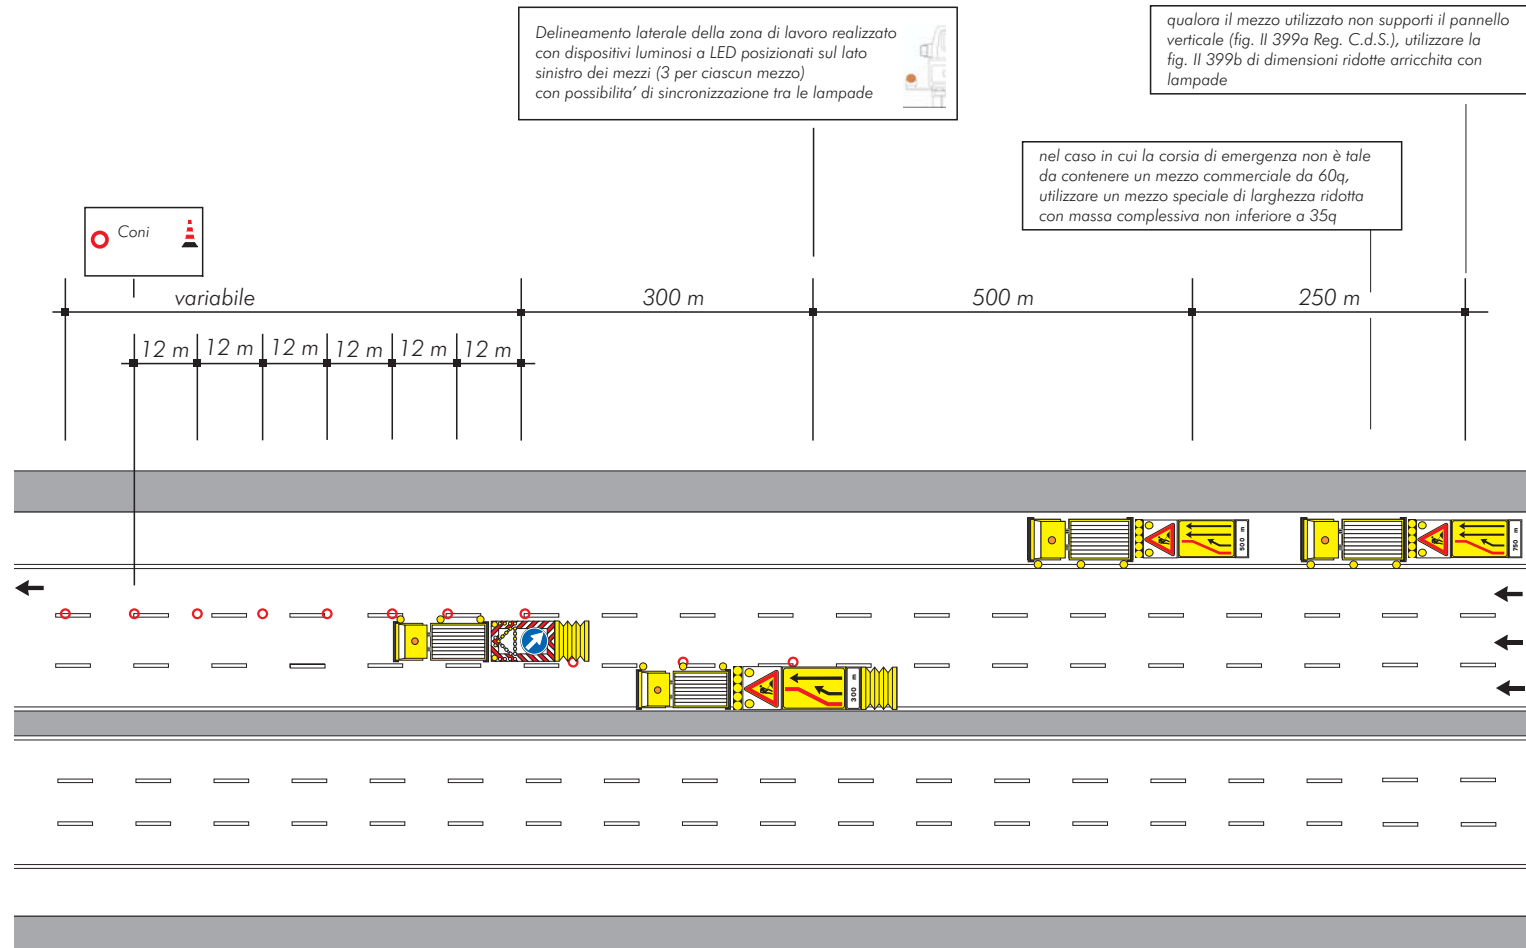 Delineamento laterale della zona di lavoro realizzato
con dispositivi luminosi a LED posizionati sul lato
sinistro dei mezzi (3 per ciascun mezzo)
con possibilita' di sincronizzazione tra le lampade
qualora il mezzo utilizzato non supporti il pannello
verticale (fig. II 399a Reg. C.d.S.), utilizzare la
fig. II 399b di dimensioni ridotte arricchita con
lampade
nel caso in cui la corsia di emergenza non è tale
da contenere un mezzo commerciale da 60q,
utilizzare un mezzo speciale di larghezza ridotta
con massa complessiva non inferiore a 35q
Coni
variabile
300 m
500 m
250 m
12 m
12 m
12 m
12 m
12 m
12 m
500 m
750 m
300 m